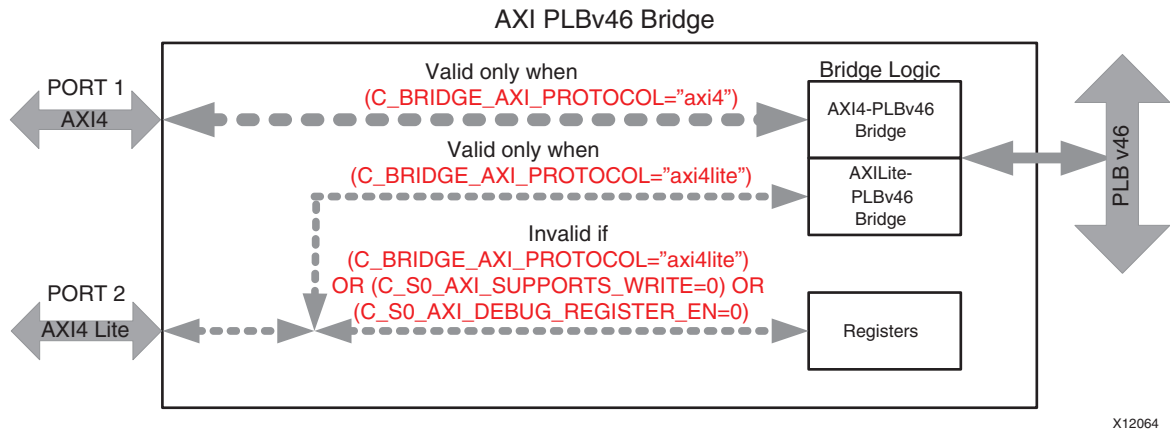 AXI PLBv46 Bridge
PORT 1
AXI4
Valid only when
(C_BRIDGE_AXI_PROTOCOL=”axi4”)
Bridge Logic
AXI4-PLBv46
Bridge
Valid only when
(C_BRIDGE_AXI_PROTOCOL=”axi4lite”)
AXILite-
PLBv46
Bridge
PLB v46
Invalid if
(C_BRIDGE_AXI_PROTOCOL=”axi4lite”)
OR (C_S0_AXI_SUPPORTS_WRITE=0) OR
(C_S0_AXI_DEBUG_REGISTER_EN=0)
PORT 2
AXI4 Lite
Registers
X12064